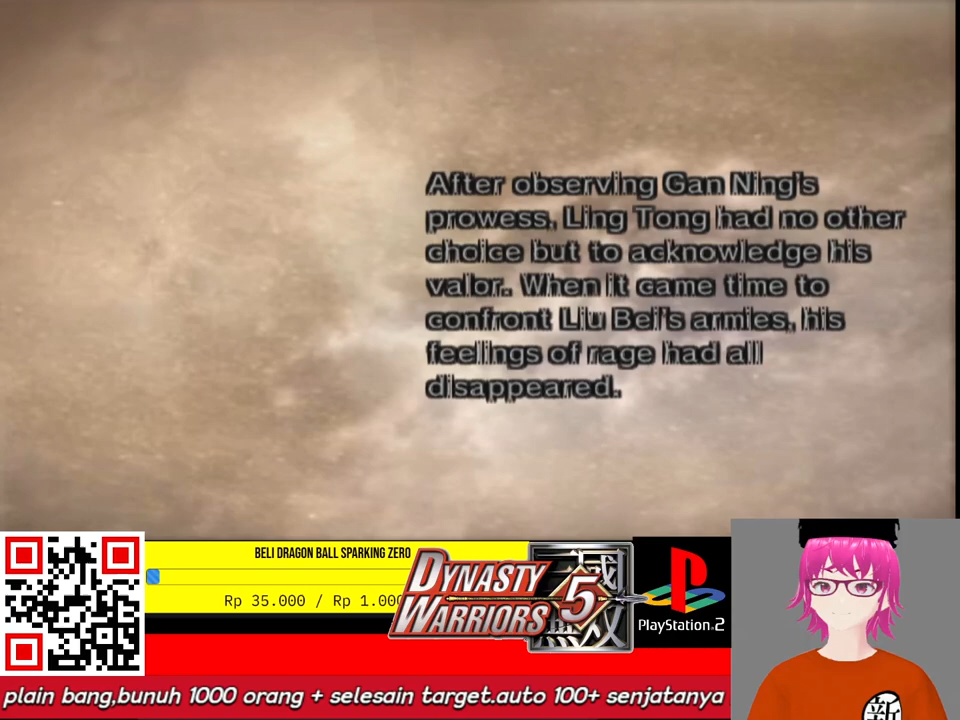 After observing Gan Ning's
prowess, Ling Tong had no other
choice but to acknowledge his
valor. When it came time to
confront Liu Bei's armies, his
feelings of rage had all
disappeared.
BELI DRAGON BALL SPARKING ZERO
Rp 35.000 / Rp 1.000
DYNASTY
WARRIORS 5
PlayStation 2
新
plain bang,bunuh 1000 orang + selesain target.auto 100+ senjatanya